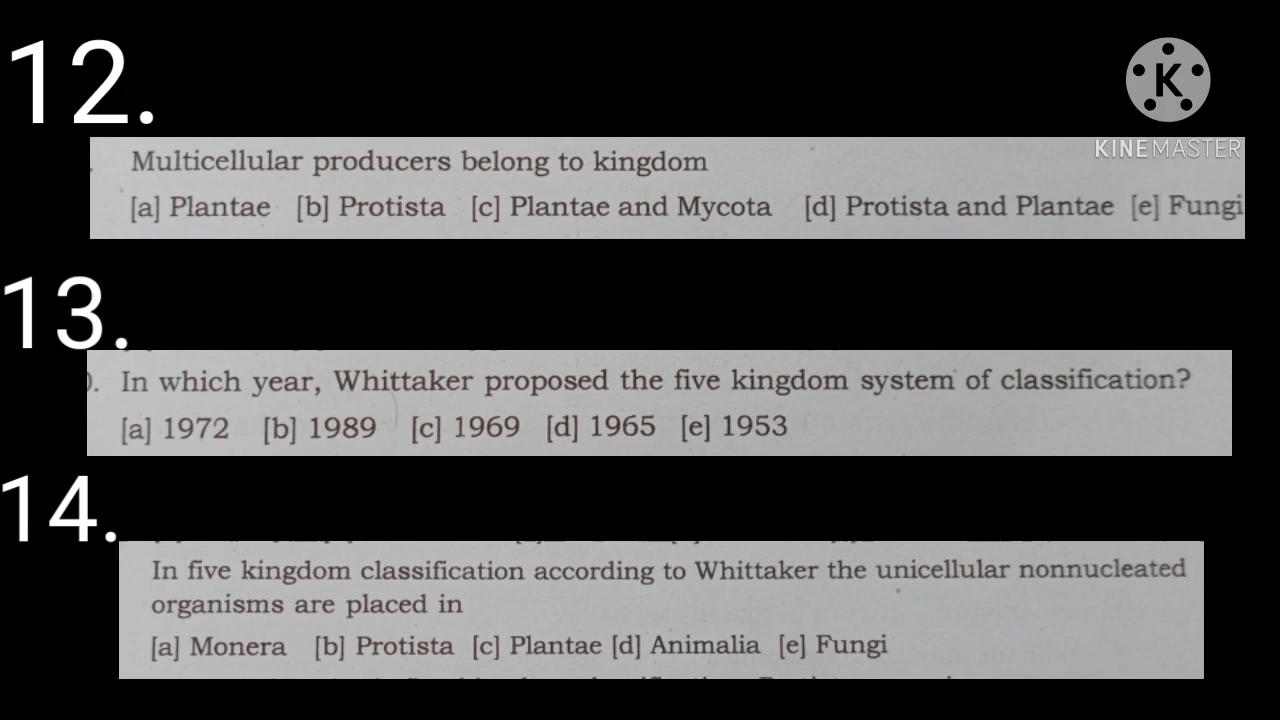 12.
K
KINEMASTER
Multicellular producers belong to kingdom
[a] Plantae [b] Protista [c] Plantae and Mycota [d] Protista and Plantae [e] Fungi
13.
). In which year, Whittaker proposed the five kingdom system of classification?
[a] 1972 [b] 1989 [c] 1969 [d] 1965 [e] 1953
14.
In five kingdom classification according to Whittaker the unicellular nonnucleated
organisms are placed in
[a] Monera [b] Protista [c] Plantae [d] Animalia [e] Fungi